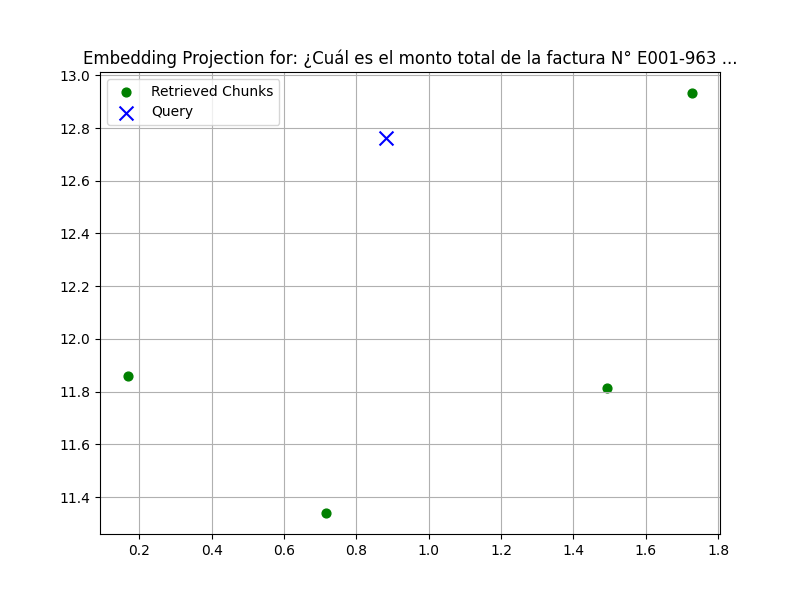 Embedding Projection for: ¿Cuál es el monto total de la factura N° E001-963 ...
Retrieved Chunks
Query
13.0
12.8
12.6
12.4
12.2
12.0
11.8
11.6
11.4
0.2 0.4 0.6 0.8 1.0 1.2 1.4 1.6 1.8